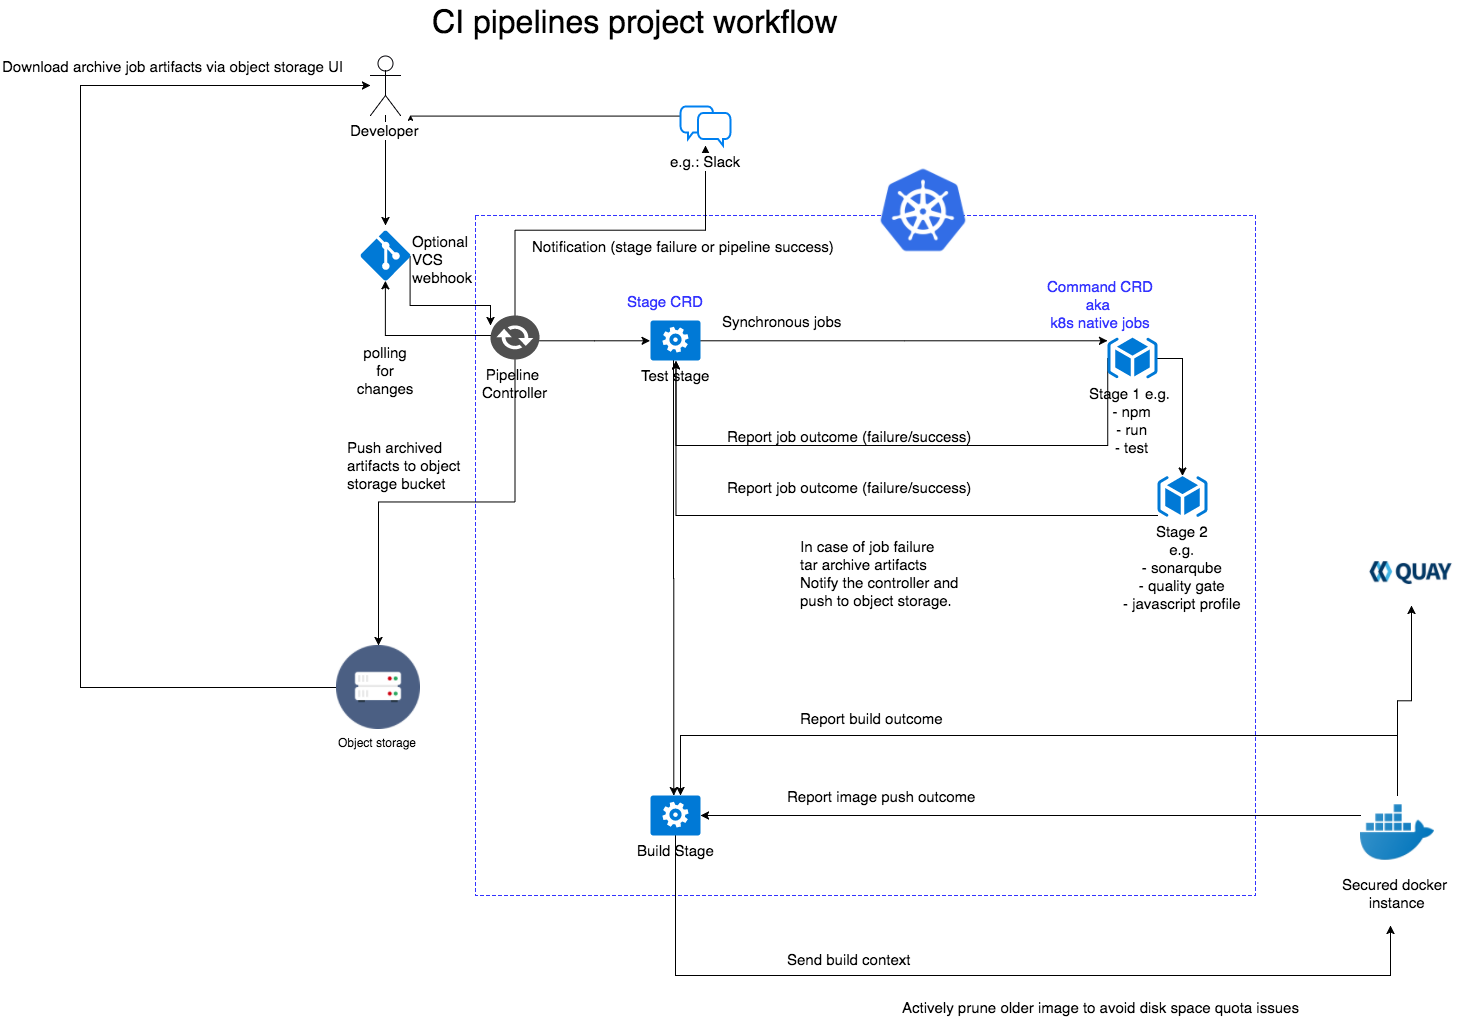 CI pipelines project workflow
Download archive job artifacts via object storage UI
Developer
e.g.: Slack
Optional
VCS
webhook
Notification (stage failure or pipeline success)
Stage CRD
Command CRD
aka
k8s native jobs
Synchronous jobs
polling
for
changes
Pipeline
Controller
Test stage
Stage 1 e.g.
- npm
- run
- test
Report job outcome (failure/success)
Push archived
artifacts to object
storage bucket
Report job outcome (failure/success)
Stage 2
e.g.
- sonarqube
- quality gate
- javascript profile
In case of job failure
tar archive artifacts
Notify the controller and
push to object storage.
QUAY
Object storage
Report build outcome
Report image push outcome
Build Stage
Secured docker
instance
Send build context
Actively prune older image to avoid disk space quota issues